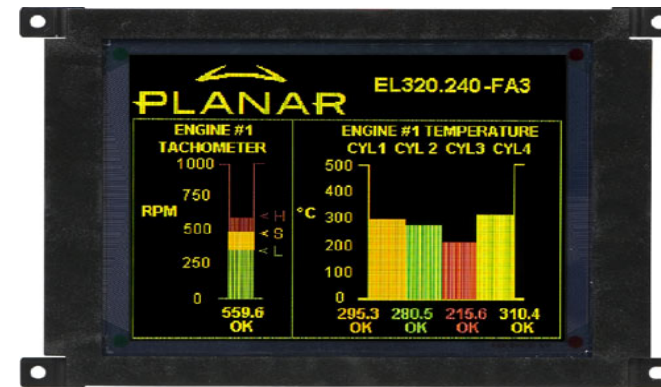 PLANAR
EL320.240-FA3
ENGINE #1
TACHOMETER
1000
750
RPM
500
250
0
H
S
L
559.6
OK
ENGINE #1 TEMPERATURE
CYL1 CYL 2 CYL3 CYL4
500
400
°C 300
200
100
0
295.3 280.5 215.6 310.4
OK OK OK OK